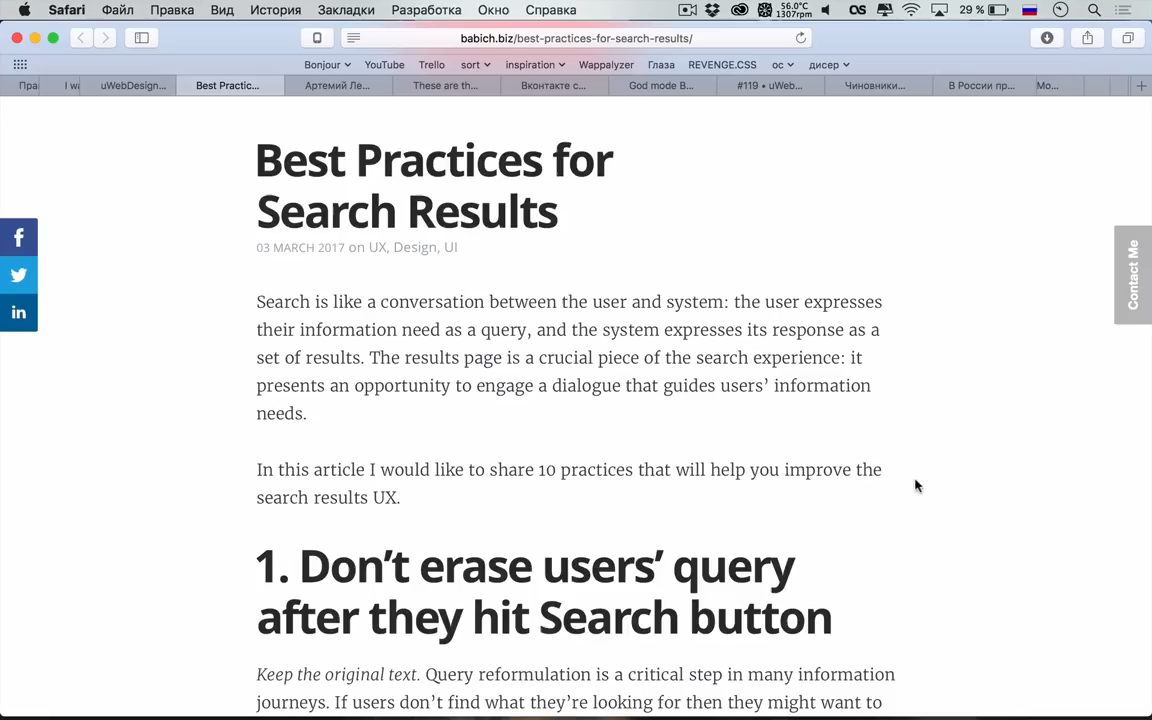 Safari Файл Правка Вид История Закладки Разработка Окно Справка
56.0°C
1307rpm
29 %
babich.biz/best-practices-for-search-results/
Bonjour YouTube Trello sort inspiration Wappalyzer Глаза REVENGE.CSS ос дисер
Пра I wa uWebDesign... Best Practic... Артемий Ле... These are th... Вконтакте с... God mode B... #119 • uWeb... Чиновники... В России пр... Мо...
Best Practices for
Search Results
03 MARCH 2017 on UX, Design, UI
Contact Me
Search is like a conversation between the user and system: the user expresses
their information need as a query, and the system expresses its response as a
set of results. The results page is a crucial piece of the search experience: it
presents an opportunity to engage a dialogue that guides users’ information
needs.
In this article I would like to share 10 practices that will help you improve the
search results UX.
1. Don’t erase users’ query
after they hit Search button
Keep the original text. Query reformulation is a critical step in many information
journeys. If users don’t find what they’re looking for then they might want to